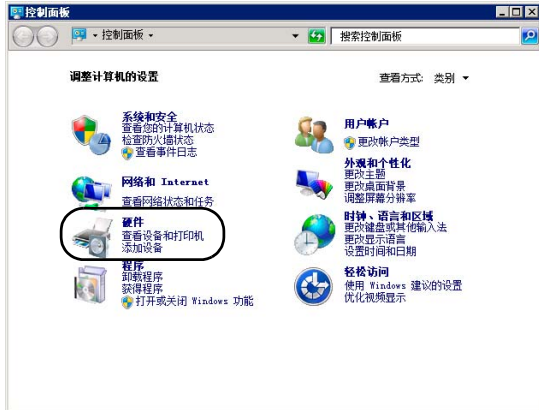 控制面板
控制面板
搜索控制面板
调整计算机的设置
查看方式: 类别
系统和安全
查看您的计算机状态
检查防火墙状态
查看事件日志
网络和 Internet
查看网络状态和任务
硬件
查看设备和打印机
添加设备
程序
卸载程序
获得程序
打开或关闭 Windows 功能
用户帐户
更改帐户类型
外观和个性化
更改主题
更改桌面背景
调整屏幕分辨率
时钟、语言和区域
更改键盘或其他输入法
更改显示语言
设置时间和日期
轻松访问
使用 Windows 建议的设置
优化视频显示